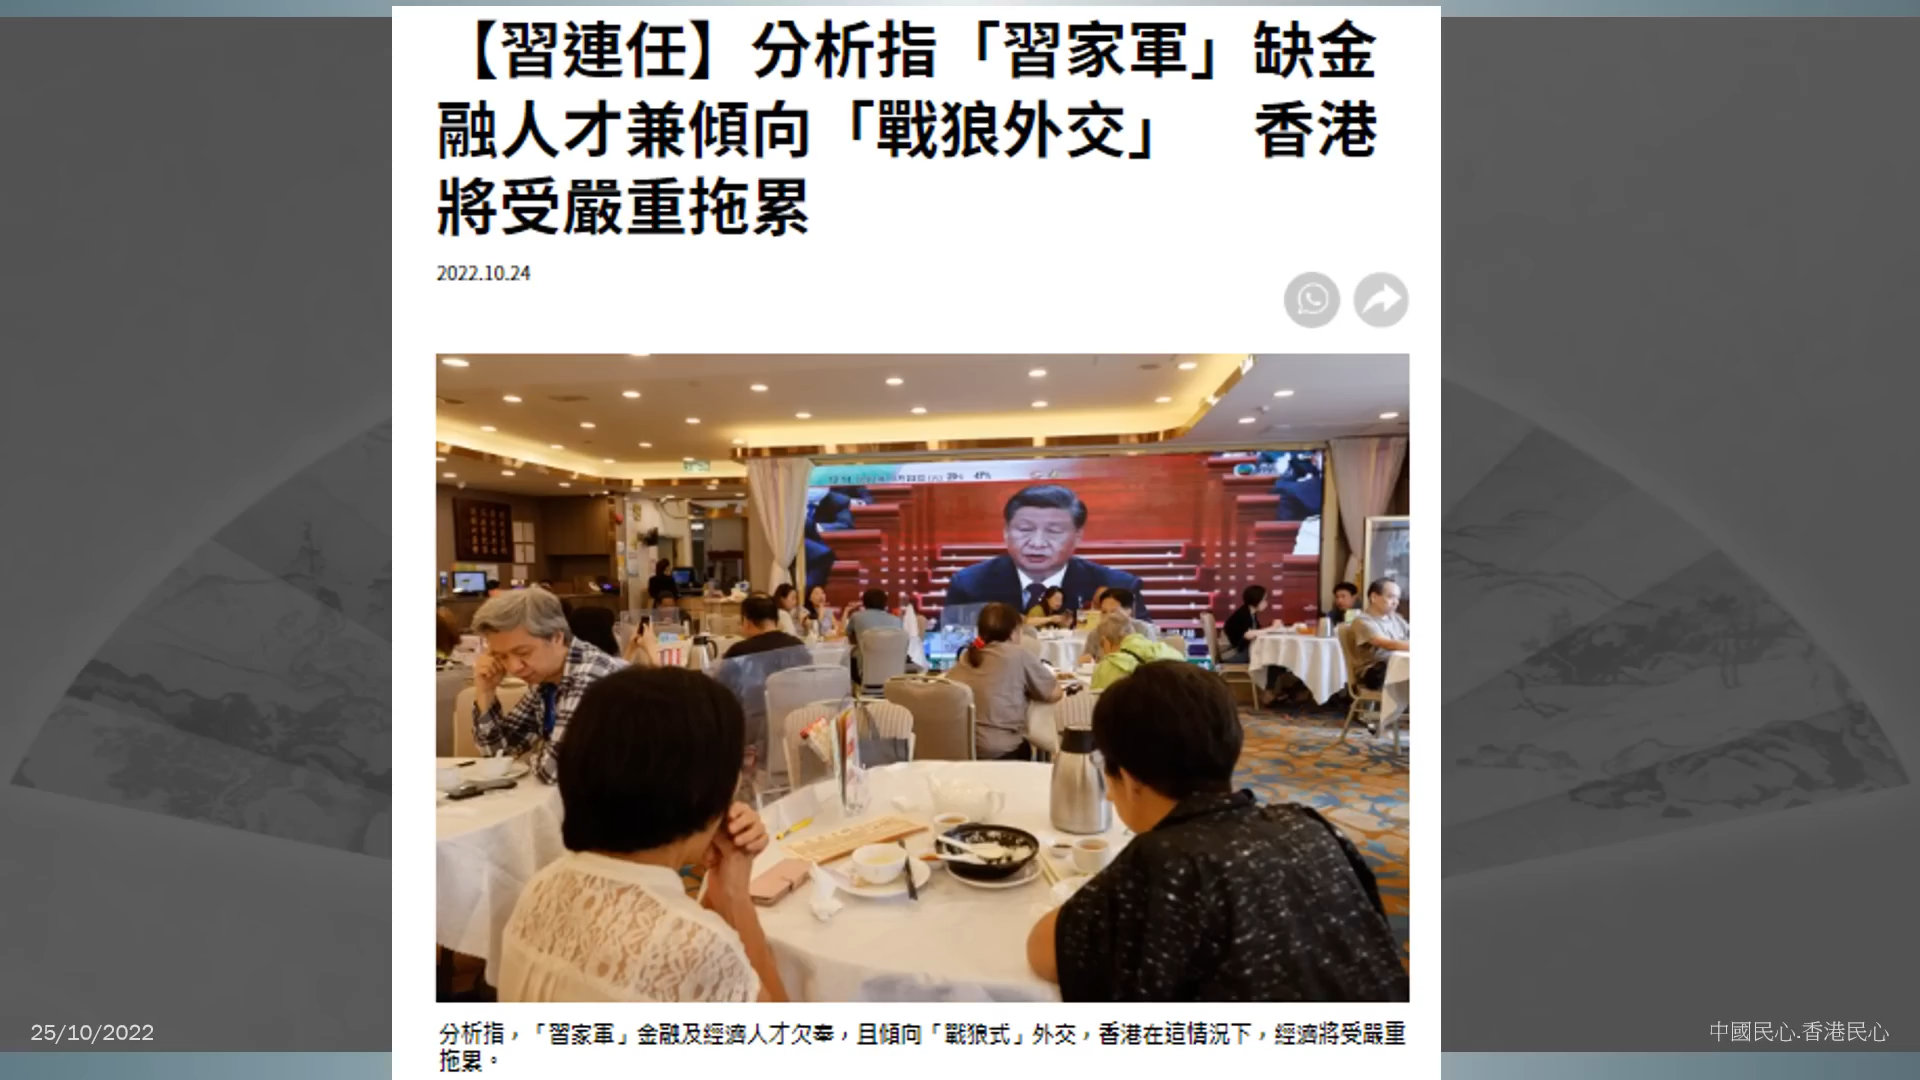 【習連任】分析指「習家軍」缺金
融人才兼傾向「戰狼外交」　香港
將受嚴重拖累
2022.10.24
47%
分析指，「習家軍」金融及經濟人才欠奉，且傾向「戰狼式」外交，香港在這情況下，經濟將受嚴重
拖累。
25/10/2022
中國民心.香港民心